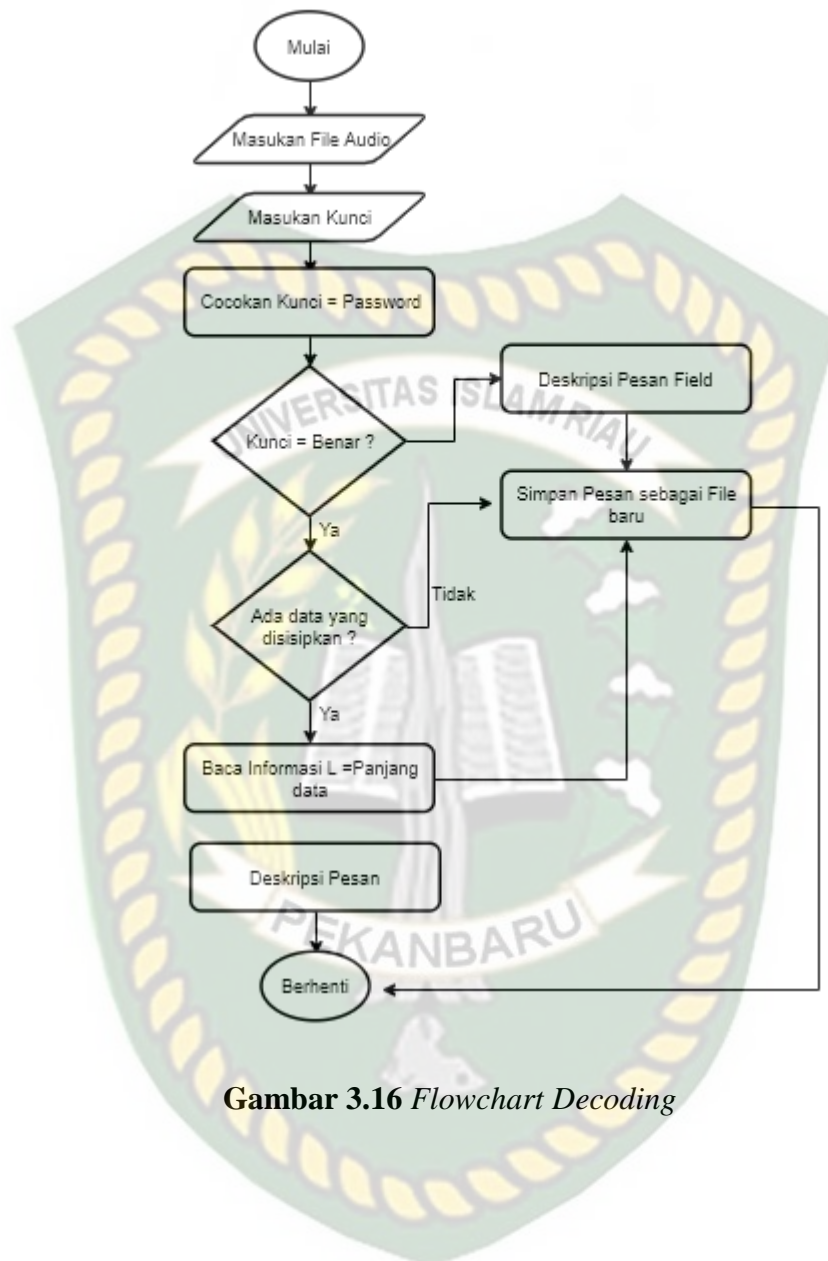 Mulai
Masukan File Audio
Masukan Kunci
Cocokan Kunci = Password
Kunci = Benar ?
Deskripsi Pesan Field
UNIVERSITAS ISLAM RIAU
Simpan Pesan sebagai File
baru
Ya
Tidak
Ada data yang
disisipkan ?
Ya
Baca Informasi L =Panjang
data
Deskripsi Pesan
PEKANBARU
Berhenti
Gambar 3.16 Flowchart Decoding